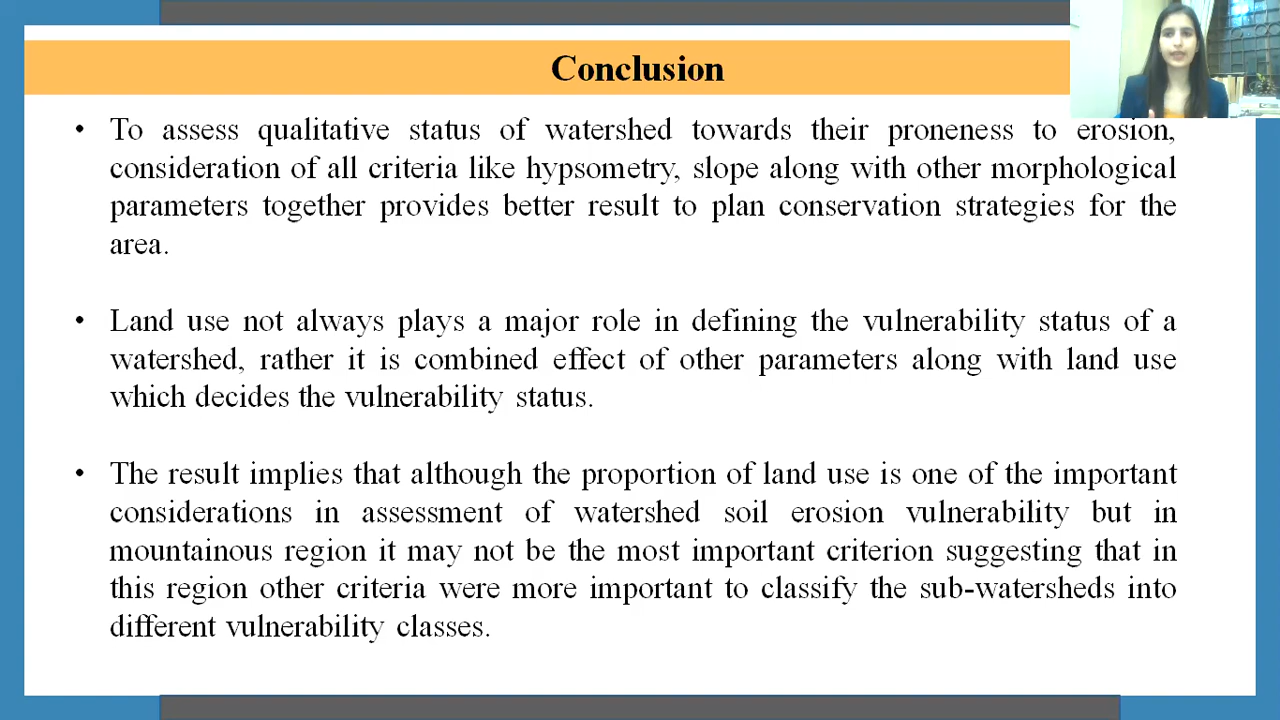 Conclusion
• To assess qualitative status of watershed towards their proneness to erosion,
consideration of all criteria like hypsometry, slope along with other morphological
parameters together provides better result to plan conservation strategies for the
area.
• Land use not always plays a major role in defining the vulnerability status of a
watershed, rather it is combined effect of other parameters along with land use
which decides the vulnerability status.
• The result implies that although the proportion of land use is one of the important
considerations in assessment of watershed soil erosion vulnerability but in
mountainous region it may not be the most important criterion suggesting that in
this region other criteria were more important to classify the sub-watersheds into
different vulnerability classes.